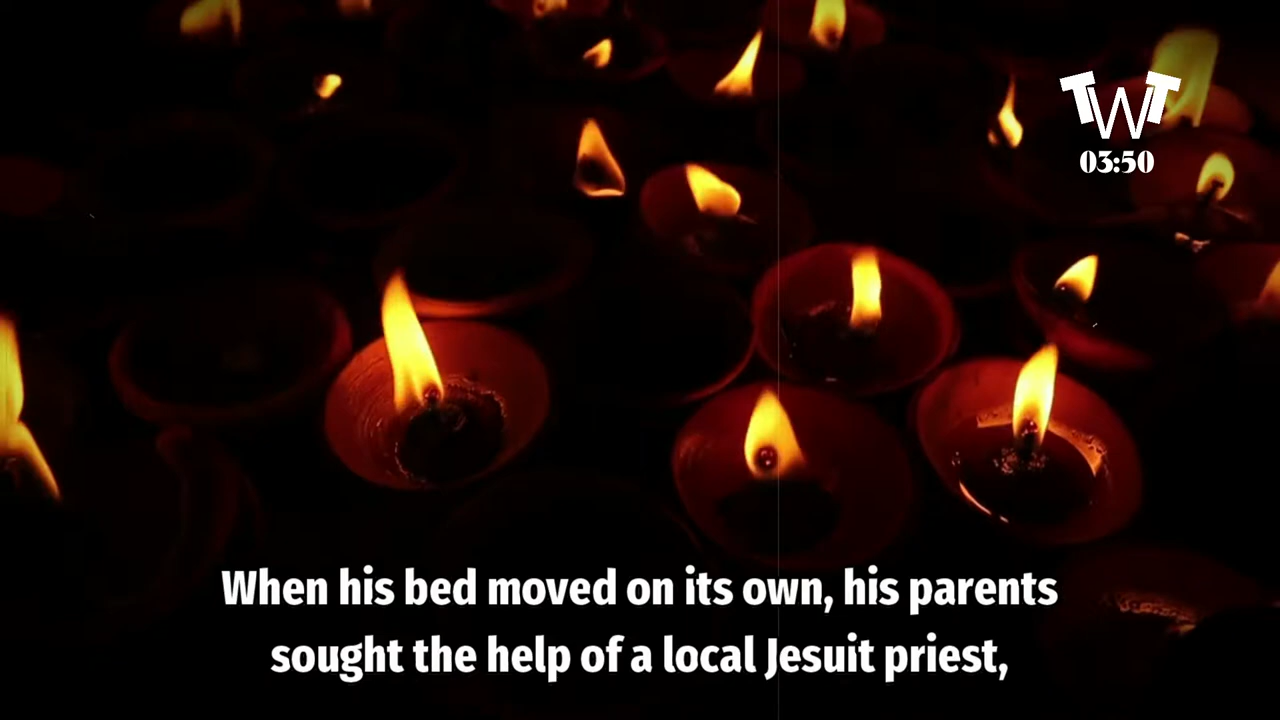 TWT
03:50
When his bed moved on its own, his parents
sought the help of a local Jesuit priest,